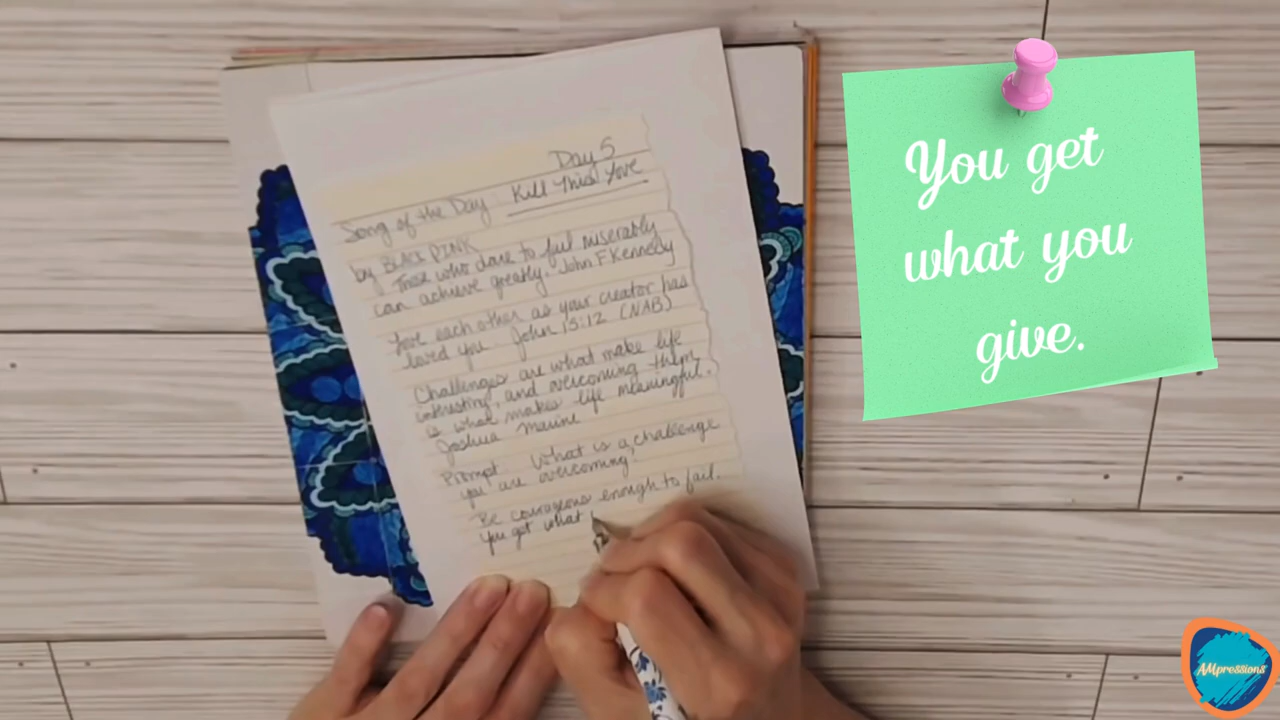 Day 5
Song of the Day Kill This Love
by BLACK PINK
Those who dare to fail miserably
can achieve greatly." John F Kennedy
Love each other as your creator has
loved you. John 15:12 (NAB)
Challenges are what make life
intresting, and overcoming them
is what makes life meaningful.
Joshua Marine
Prompt What is a challenge
you are overcoming.
Be courageous enough to fail.
You get what
You get
what you
give.
AMpressions